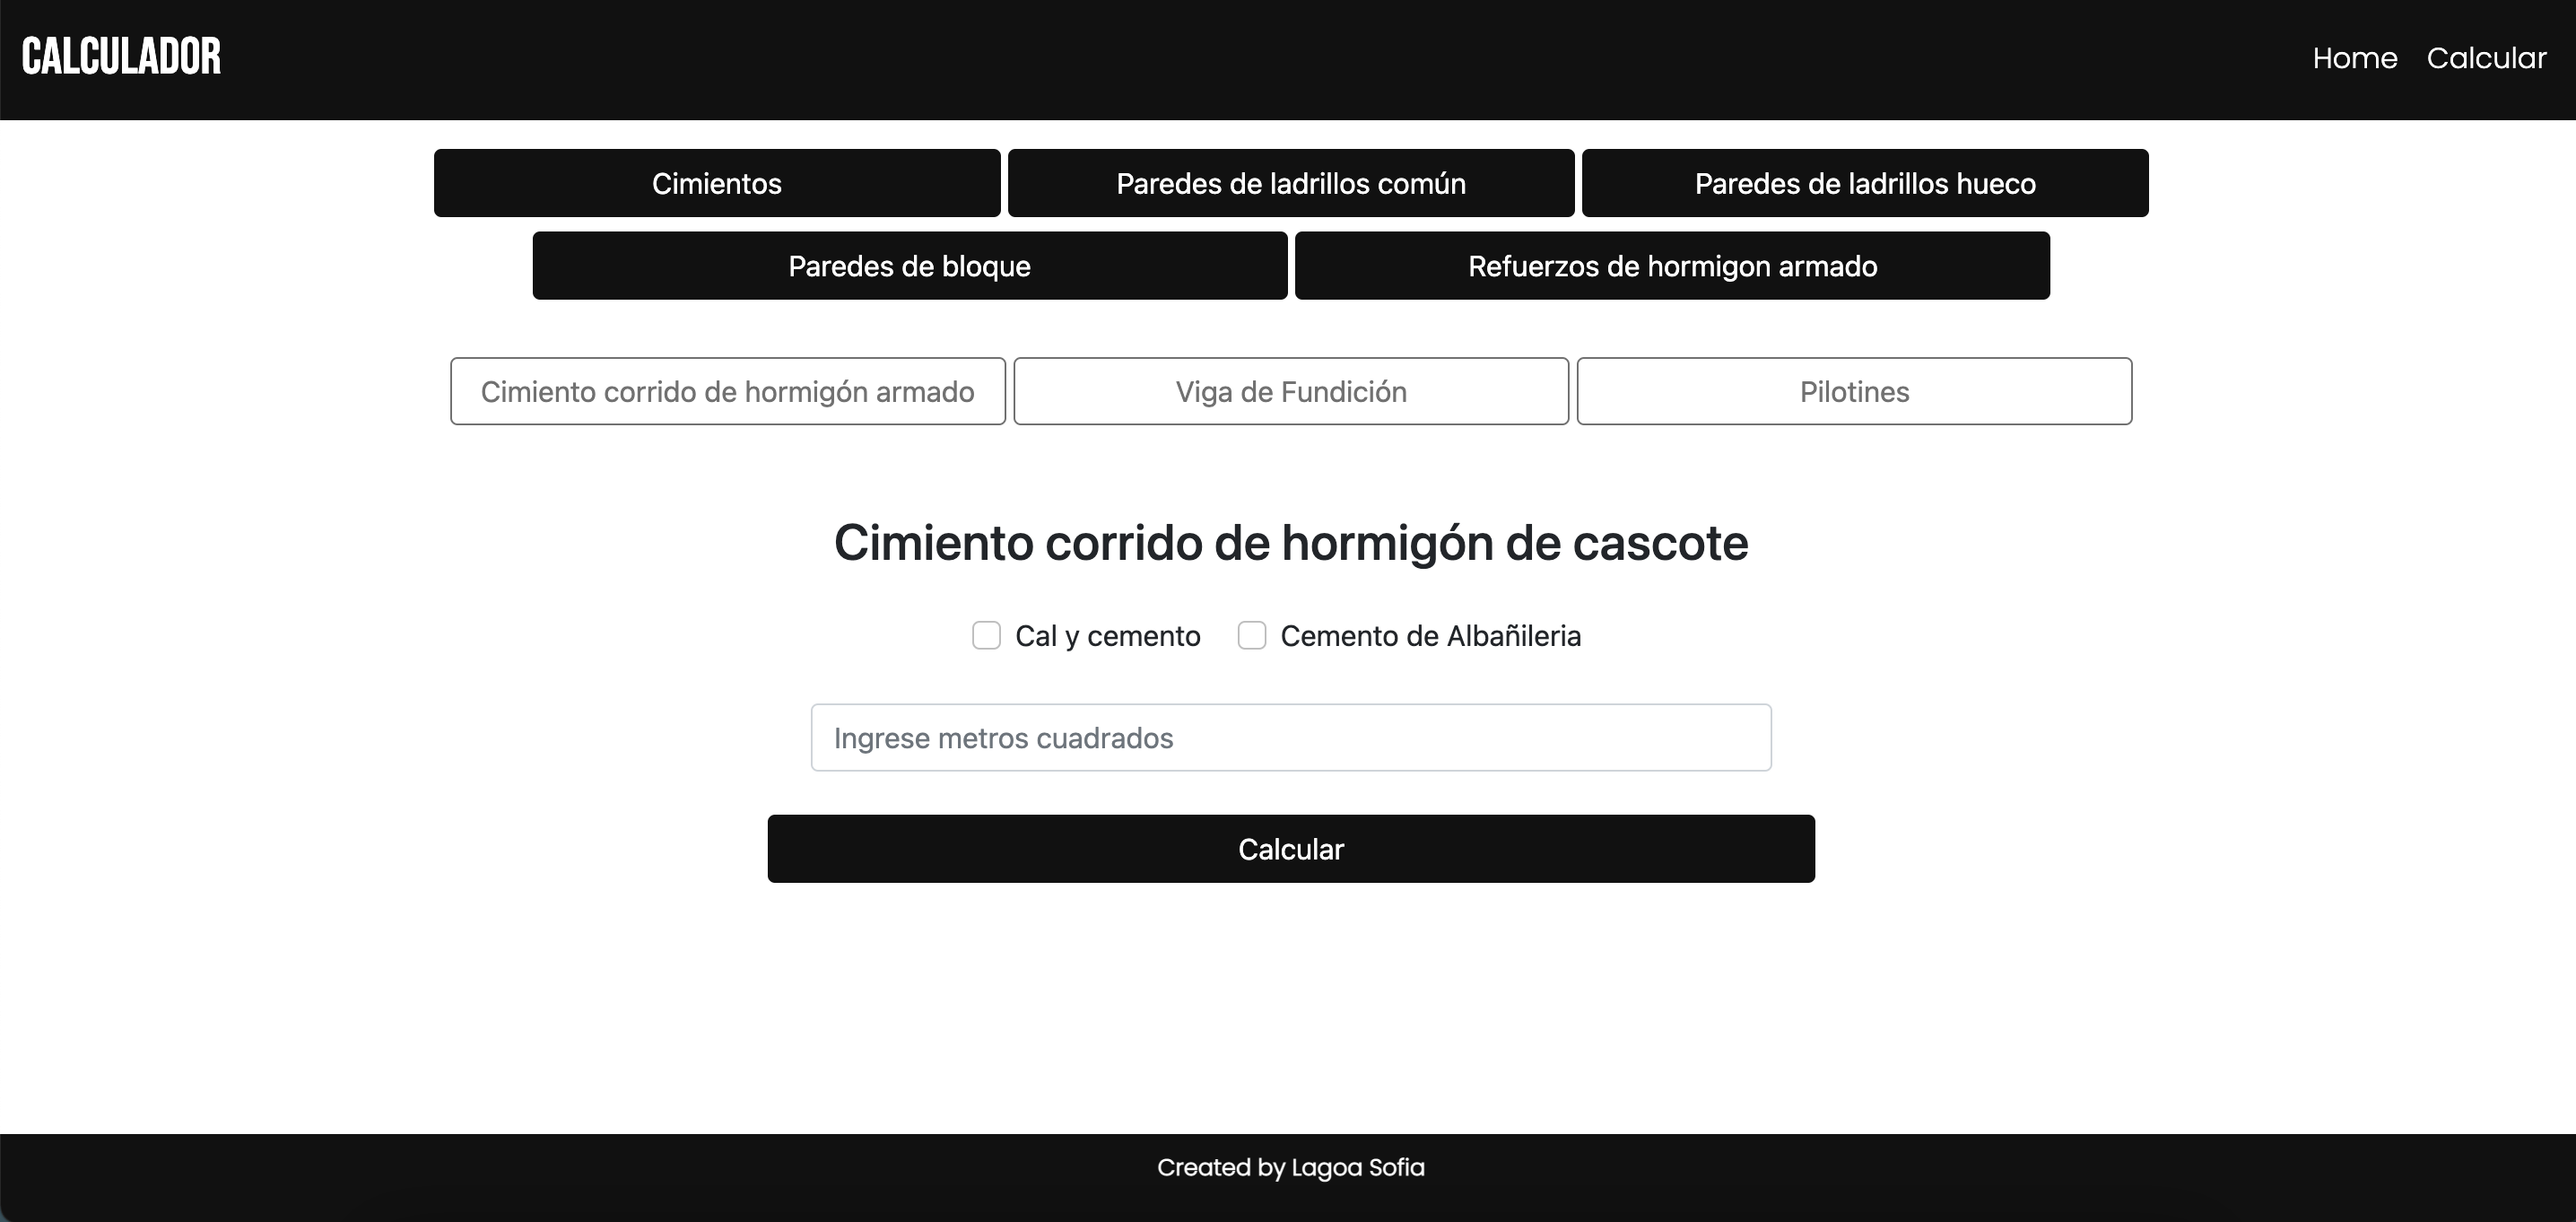 CALCULADOR
Home Calcular
Cimientos Paredes de ladrillos común Paredes de ladrillos hueco
Paredes de bloque Refuerzos de hormigon armado
Cimiento corrido de hormigón armado Viga de Fundición Pilotines
Cimiento corrido de hormigón de cascote
Cal y cemento Cemento de Albañileria
Ingrese metros cuadrados
Calcular
Created by Lagoa Sofia